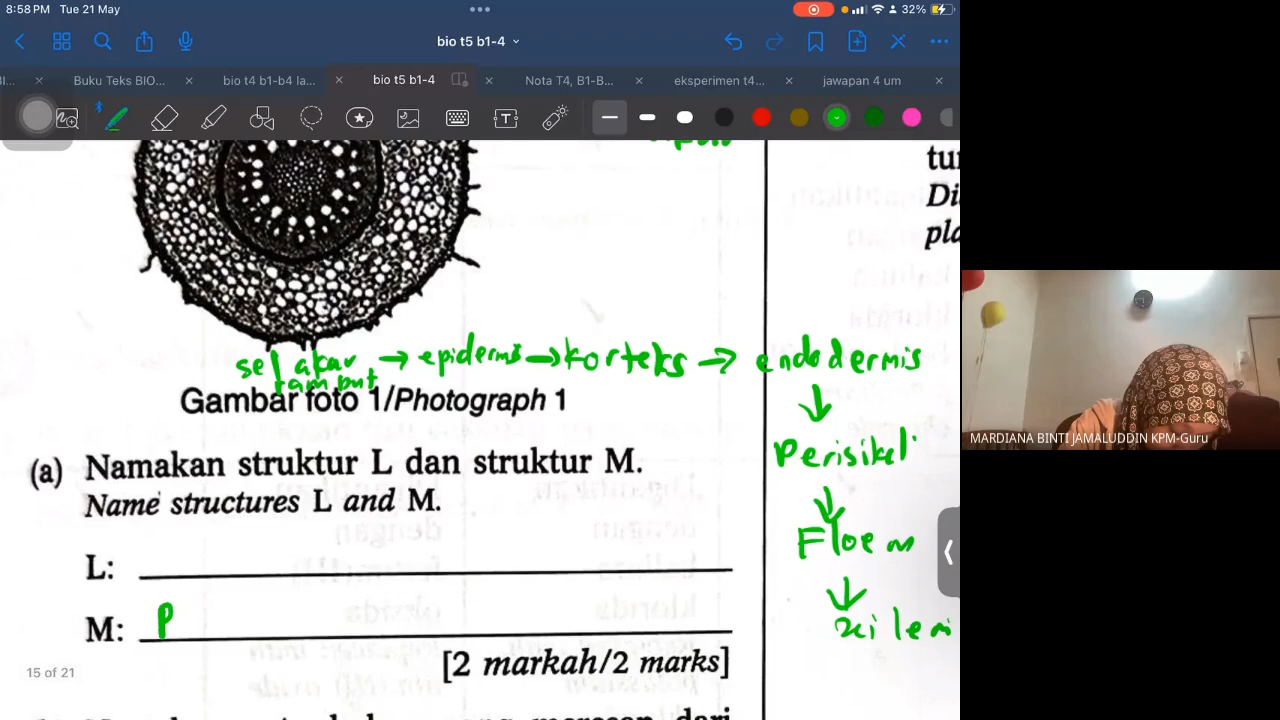 8:58 PM Tue 21 May
32%
bio t5 b1-4
Buku Teks BIO...
bio t4 b1-b4 la...
bio t5 b1-4
Nota T4, B1-B...
eksperimen t4...
jawapan 4 um
sel akar rambut → epidermis → korteks → endodermis
↓
Perisikel
↓
Floem
↓
xilem
Gambar foto 1/Photograph 1
(a) Namakan struktur L dan struktur M.
Name structures L and M.
L:
M: P
[2 markah/2 marks]
15 of 21
MARDIANA BINTI JAMALUDDIN KPM-Guru